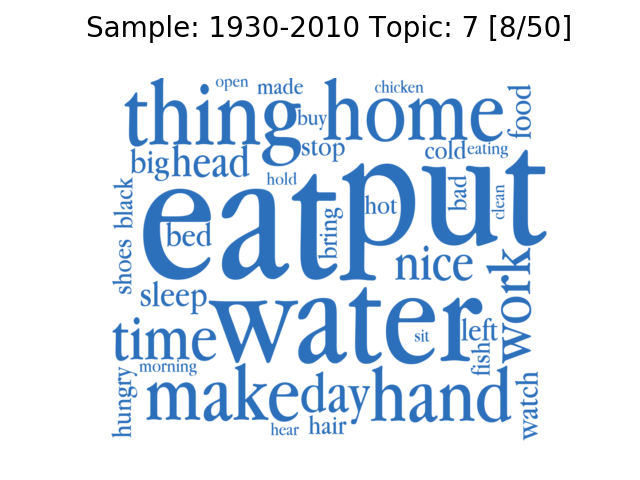 Sample: 1930-2010 Topic: 7 [8/50]
open made chicken
thing home food
buy
stop cold eating
big head
hold
black eat put hot bad clean
bed bring
shoes nice work
sleep
water
time sit left
fish
morning
hungry make day hand watch
hear hair